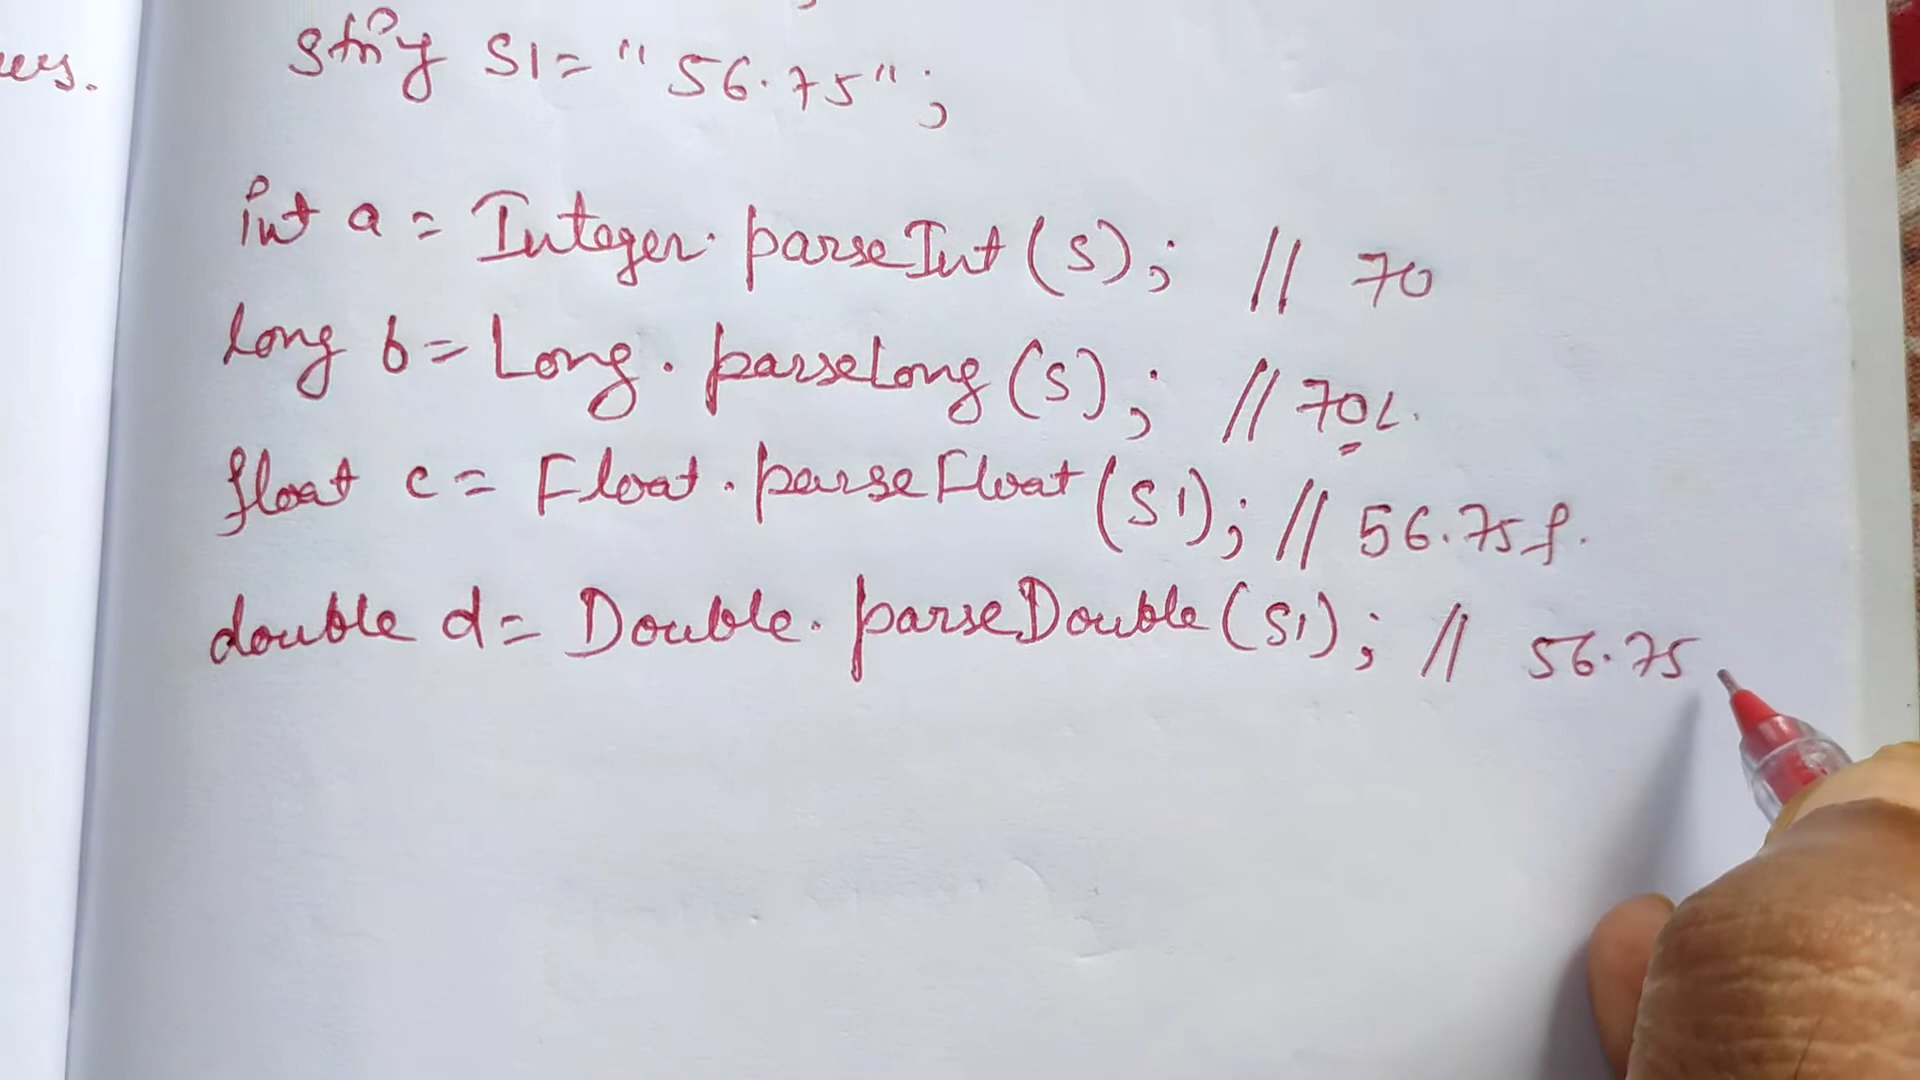 String S1 = "56.75";
int a = Integer.parseInt(S); // 70
long b = Long.parseLong(S); // 70L.
float c = Float.parseFloat(S1); // 56.75f.
double d = Double.parseDouble(S1); // 56.75